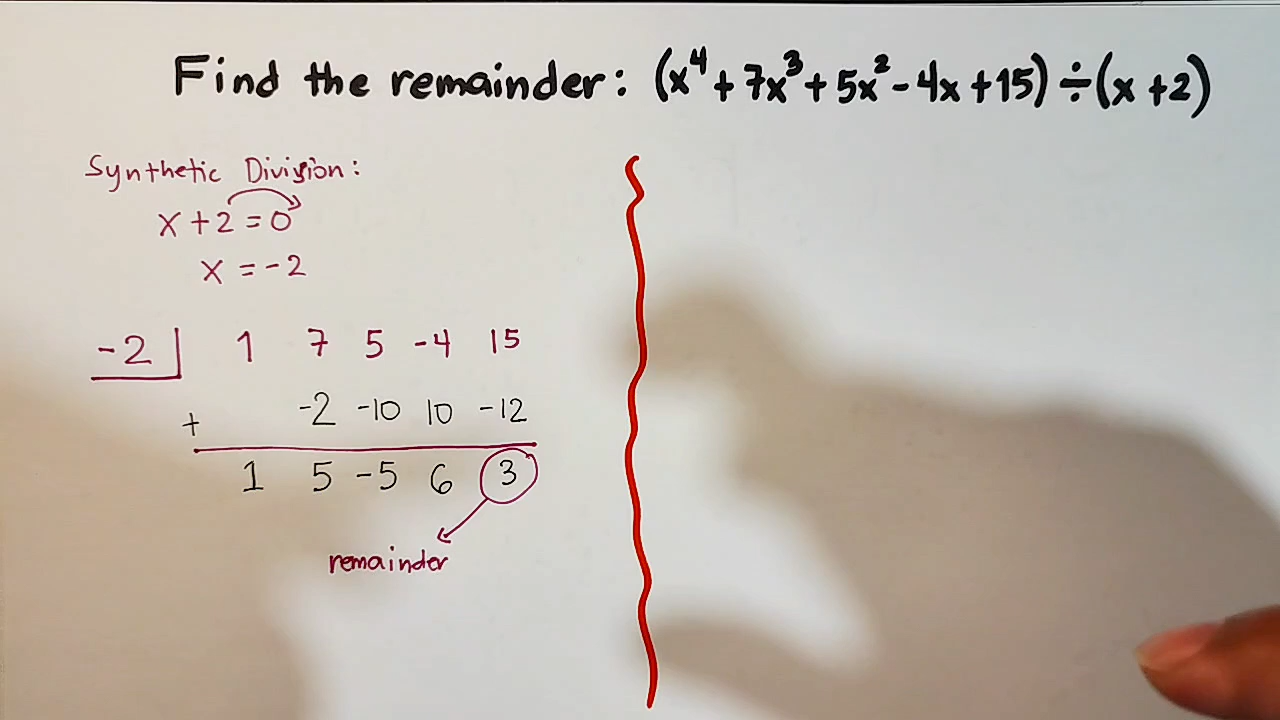 Find the remainder: (x⁴ + 7x³ + 5x² - 4x + 15) ÷ (x + 2)
Synthetic Division:
x + 2 = 0
x = -2
-2 | 1 7 5 -4 15
+ -2 -10 10 -12
1 5 -5 6 3
remainder